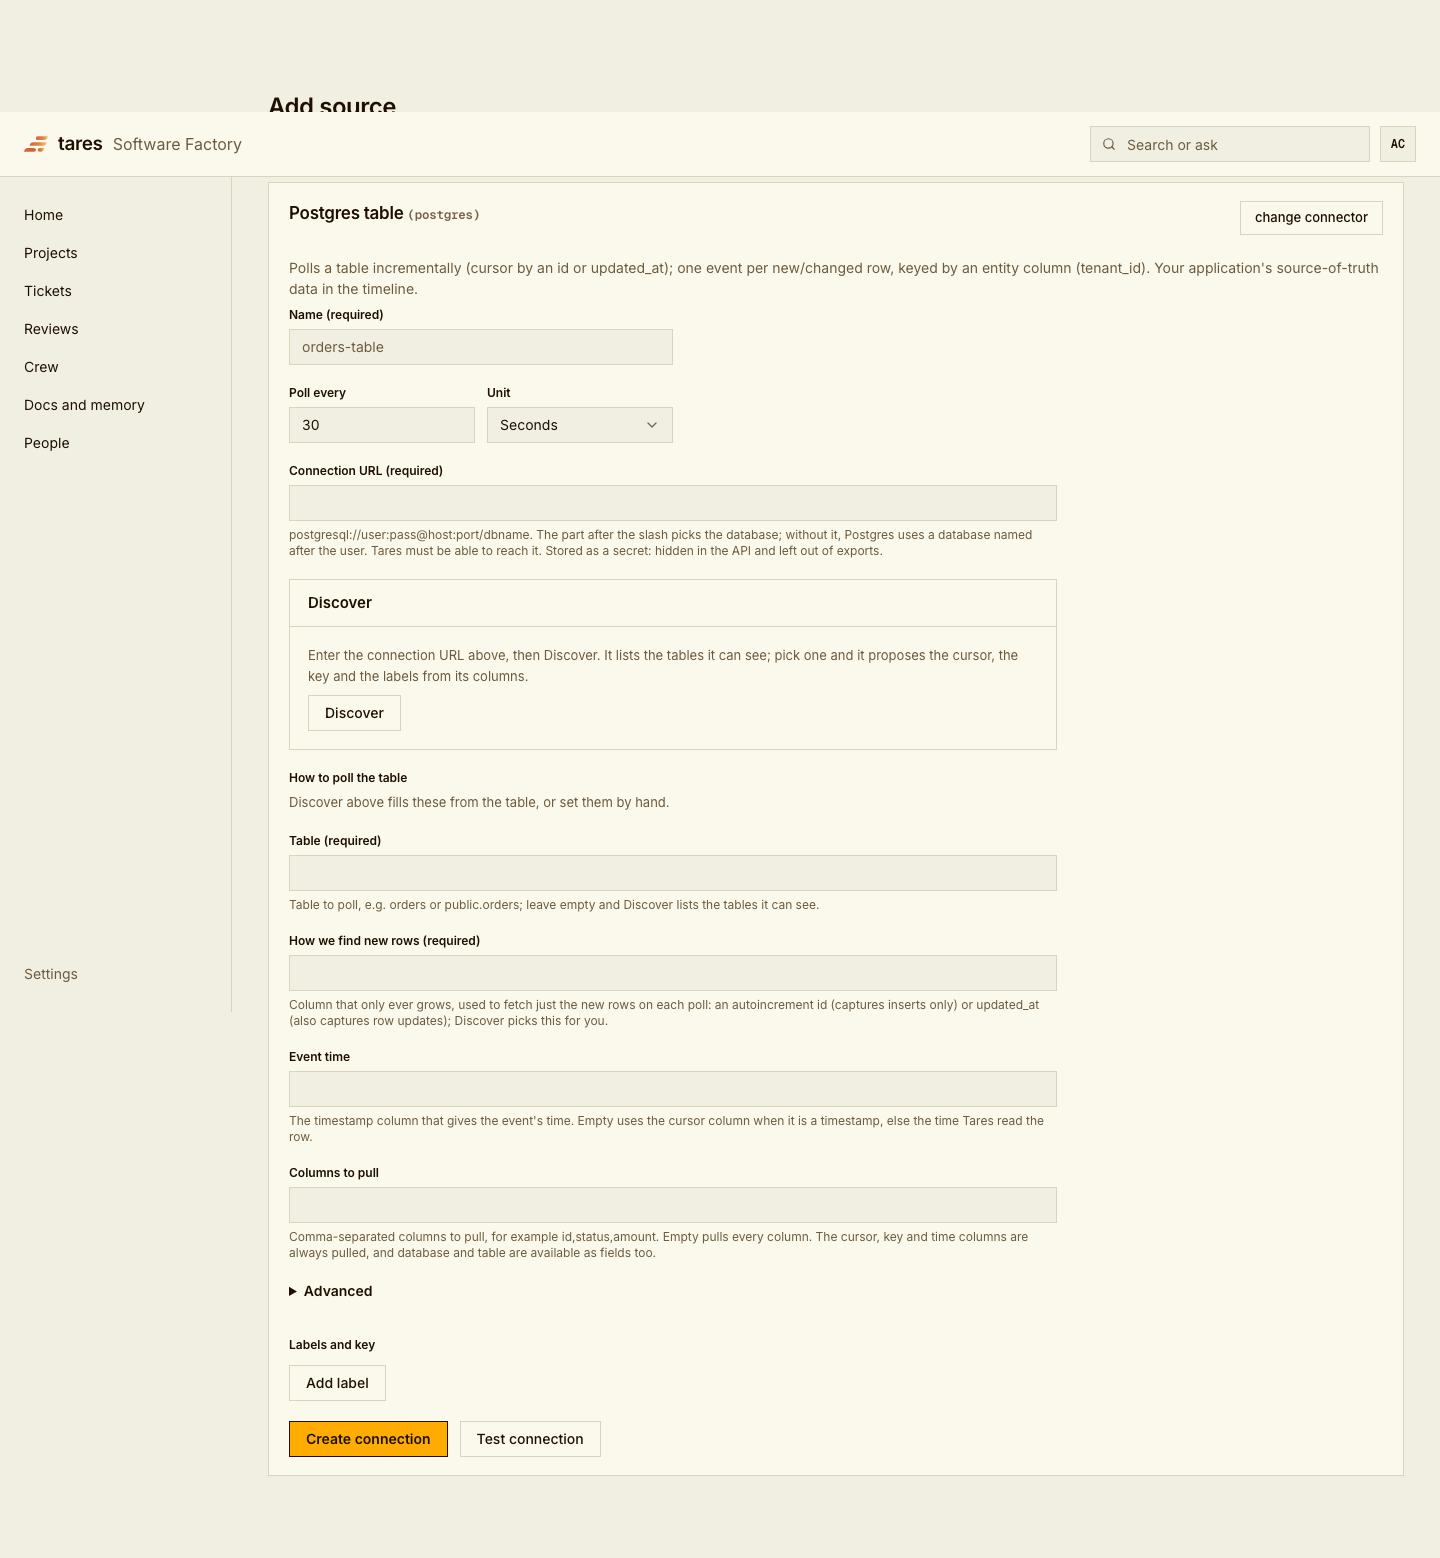 Add source
tares Software Factory
Search or ask
AC
Home
Projects
Tickets
Reviews
Crew
Docs and memory
People
Settings
Postgres table (postgres)
change connector
Polls a table incrementally (cursor by an id or updated_at); one event per new/changed row, keyed by an entity column (tenant_id). Your application's source-of-truth
data in the timeline.
Name (required)
orders-table
Poll every
Unit
30
Seconds
Connection URL (required)
postgresql://user:pass@host:port/dbname. The part after the slash picks the database; without it, Postgres uses a database named
after the user. Tares must be able to reach it. Stored as a secret: hidden in the API and left out of exports.
Discover
Enter the connection URL above, then Discover. It lists the tables it can see; pick one and it proposes the cursor, the
key and the labels from its columns.
Discover
How to poll the table
Discover above fills these from the table, or set them by hand.
Table (required)
Table to poll, e.g. orders or public.orders; leave empty and Discover lists the tables it can see.
How we find new rows (required)
Column that only ever grows, used to fetch just the new rows on each poll: an autoincrement id (captures inserts only) or updated_at
(also captures row updates); Discover picks this for you.
Event time
The timestamp column that gives the event's time. Empty uses the cursor column when it is a timestamp, else the time Tares read the
row.
Columns to pull
Comma-separated columns to pull, for example id,status,amount. Empty pulls every column. The cursor, key and time columns are
always pulled, and database and table are available as fields too.
Advanced
Labels and key
Add label
Create connection
Test connection